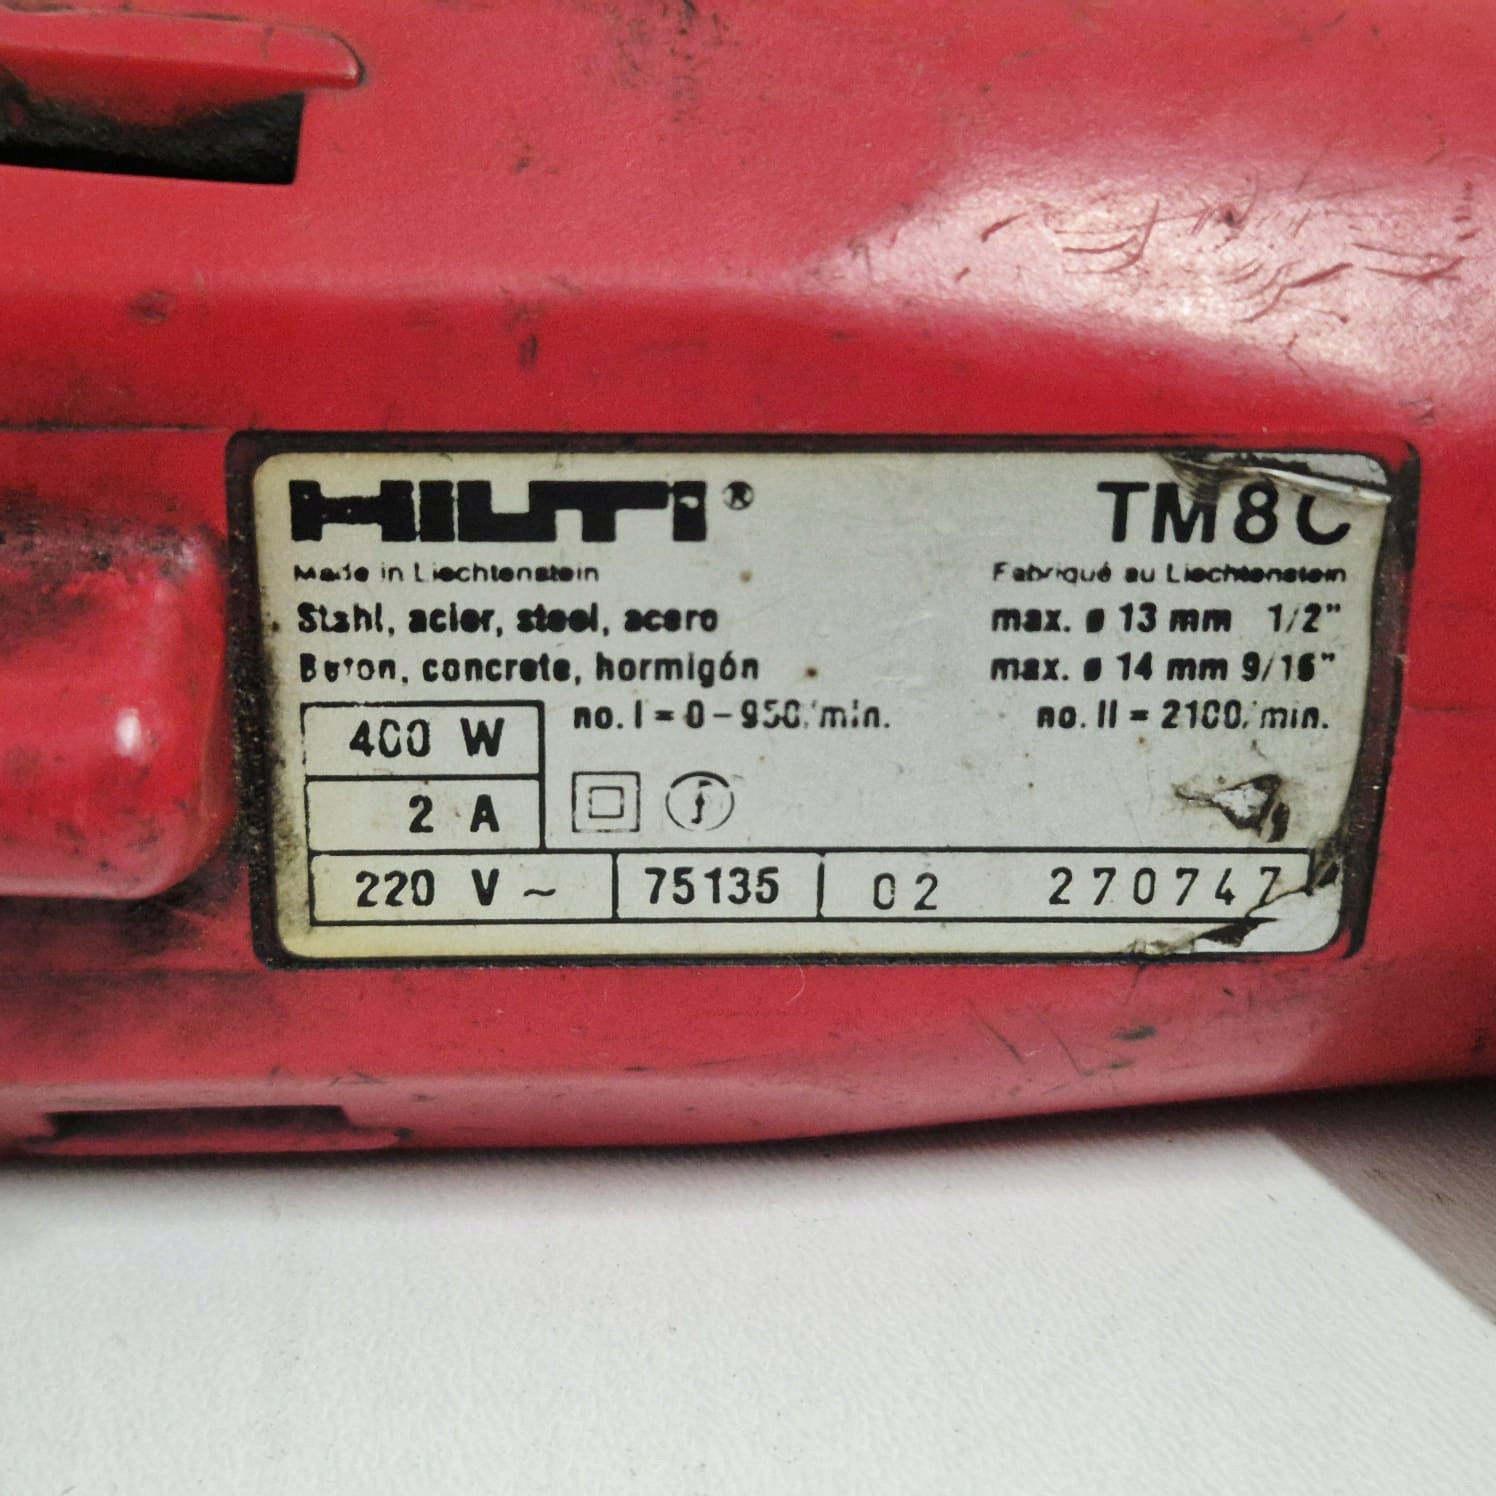 HILTI® TM8C
Made in Liechtenstein Fabriqué au Liechtenstein
Stahl, acier, steel, acero max. ø 13 mm 1/2"
Beton, concrete, hormigón max. ø 14 mm 9/16"
no. I = 0 – 950/min. no. II = 2100/min.
400 W
2 A
220 V ~ 75135 02 270747